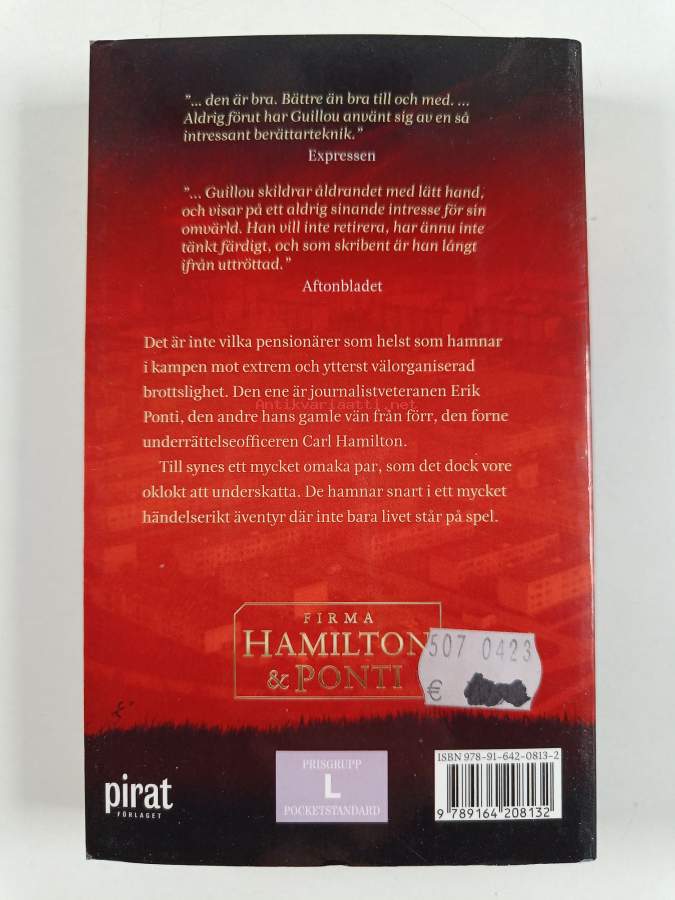 "... den är bra. Bättre än bra till och med. ...
Aldrig förut har Guillou använt sig av en så
intressant berättarteknik."
Expressen
"... Guillou skildrar åldrandet med lätt hand,
och visar på ett aldrig sinande intresse för sin
omvärld. Han vill inte retirera, har ännu inte
tänkt färdigt, och som skribent är han långt
ifrån uttröttad."
Aftonbladet
Det är inte vilka pensionärer som helst som hamnar
i kampen mot extrem och ytterst välorganiserad
brottslighet. Den ene är journalistveteranen Erik
Antikvariaatti.net
Ponti, den andre hans gamle vän från förr, den forne
underrättelseofficeren Carl Hamilton.
Till synes ett mycket omaka par, som det dock vore
oklokt att underskatta. De hamnar snart i ett mycket
händelserikt äventyr där inte bara livet står på spel.
FIRMA
HAMILTON
& PONTI
507 0423
€
pirat
FÖRLAGET
PRISGRUPP
L
POCKETSTANDARD
ISBN 978-91-642-0813-2
9 789164 208132